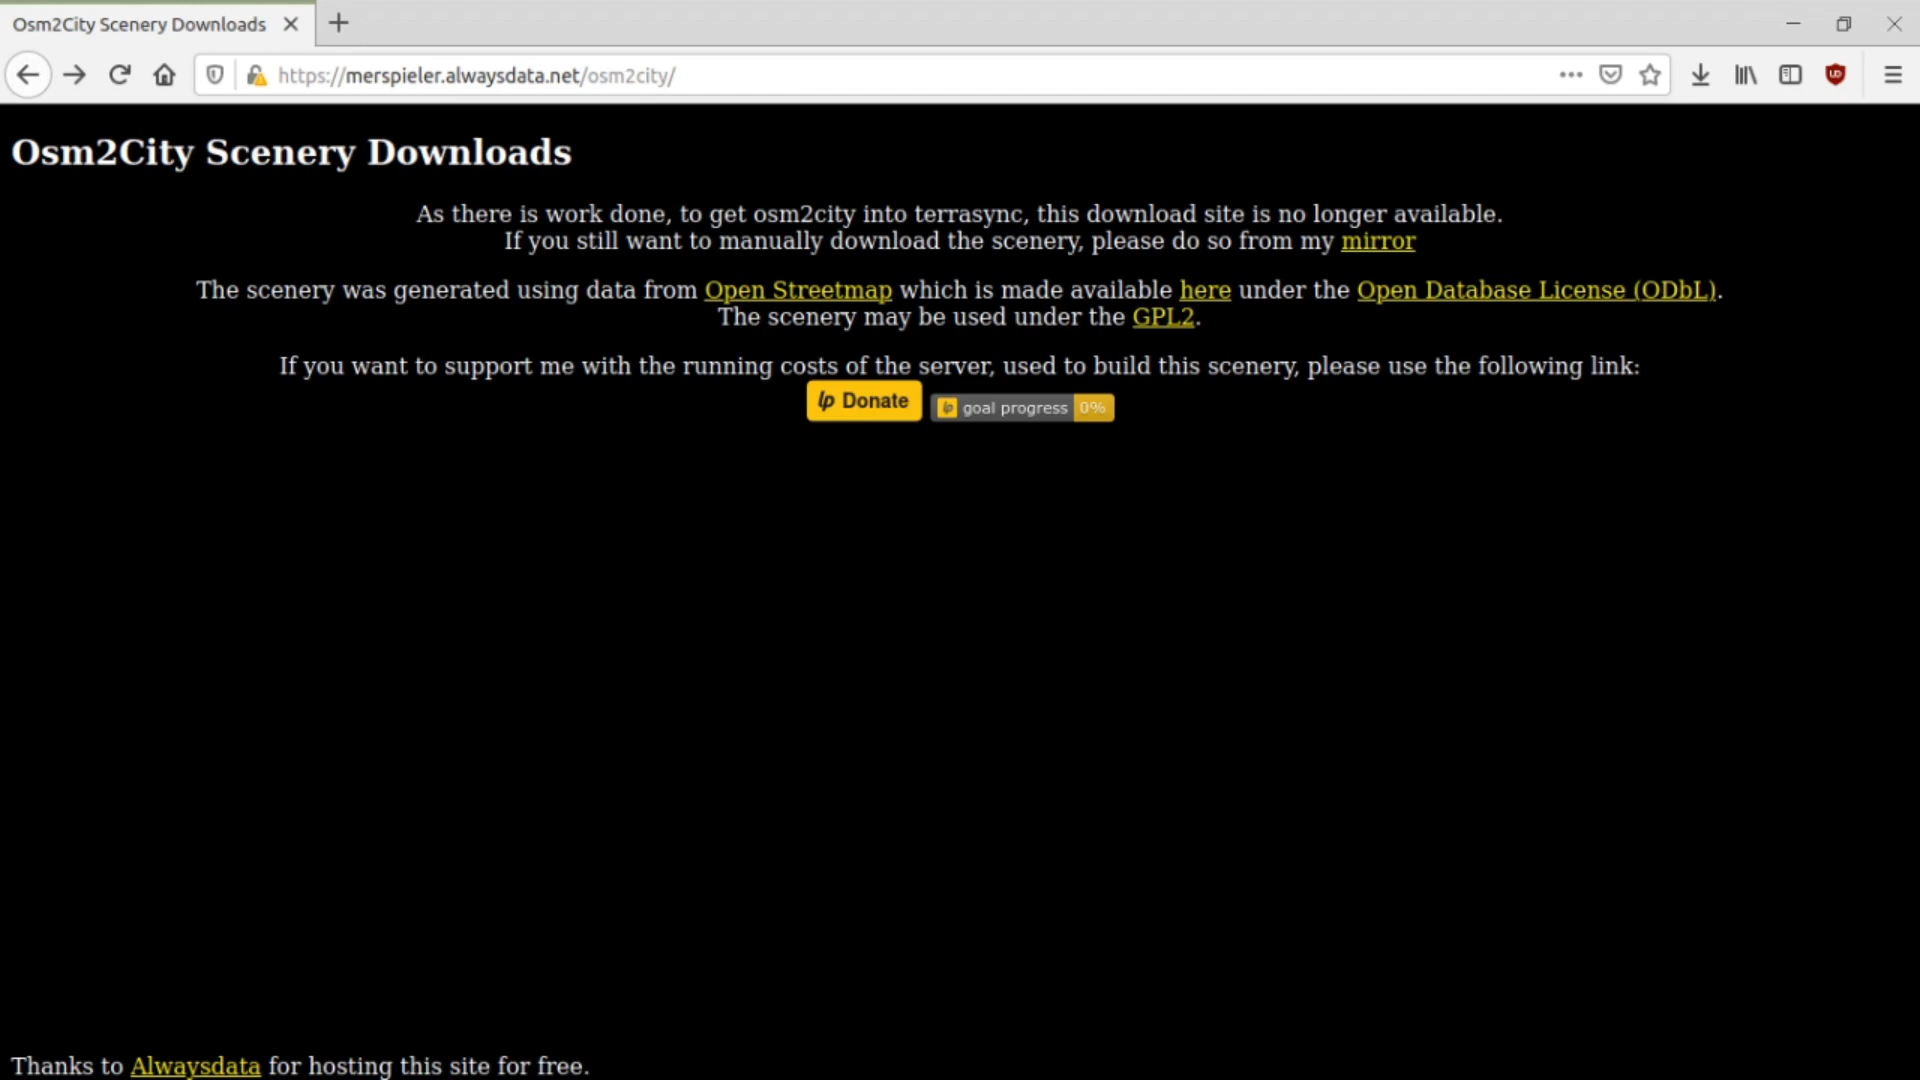 Osm2City Scenery Downloads
https://merspieler.alwaysdata.net/osm2city/
Osm2City Scenery Downloads
As there is work done, to get osm2city into terrasync, this download site is no longer available.
If you still want to manually download the scenery, please do so from my mirror
The scenery was generated using data from Open Streetmap which is made available here under the Open Database License (ODbL).
The scenery may be used under the GPL2.
If you want to support me with the running costs of the server, used to build this scenery, please use the following link:
lp Donate lp goal progress 0%
Thanks to Alwaysdata for hosting this site for free.